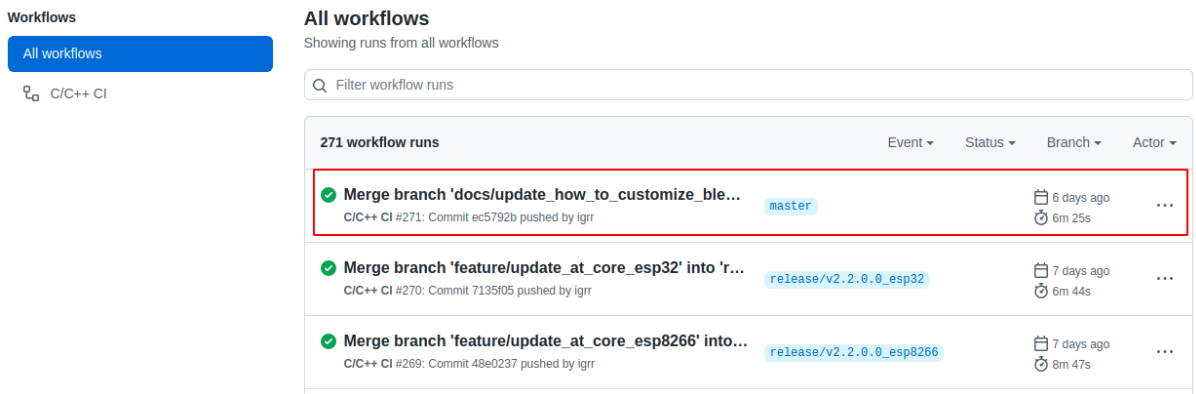 Workflows
All workflows
C/C++ CI
All workflows
Showing runs from all workflows
Filter workflow runs
271 workflow runs
Event
Status
Branch
Actor
Merge branch 'docs/update_how_to_customize_ble…
C/C++ CI #271: Commit ec5792b pushed by igrr
master
6 days ago
6m 25s
Merge branch 'feature/update_at_core_esp32' into 'r…
C/C++ CI #270: Commit 7135f05 pushed by igrr
release/v2.2.0.0_esp32
7 days ago
6m 44s
Merge branch 'feature/update_at_core_esp8266' into…
C/C++ CI #269: Commit 48e0237 pushed by igrr
release/v2.2.0.0_esp8266
7 days ago
8m 47s